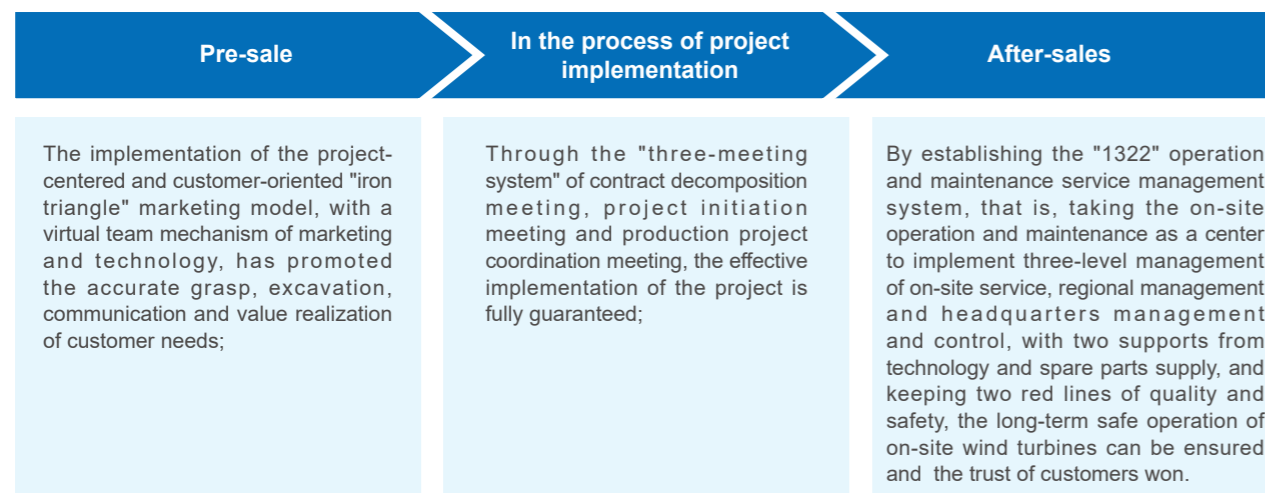 Pre-sale
In the process of project
implementation
After-sales
The implementation of the project-
centered and customer-oriented "iron
triangle" marketing model, with a
virtual team mechanism of marketing
and technology, has promoted
the accurate grasp, excavation,
communication and value realization
of customer needs;
Through the "three-meeting
system" of contract decomposition
meeting, project initiation
meeting and production project
coordination meeting, the effective
implementation of the project is
fully guaranteed;
By establishing the "1322" operation
and maintenance service management
system, that is, taking the on-site
operation and maintenance as a center
to implement three-level management
of on-site service, regional management
and headquarters management
and control, with two supports from
technology and spare parts supply, and
keeping two red lines of quality and
safety, the long-term safe operation of
on-site wind turbines can be ensured
and the trust of customers won.